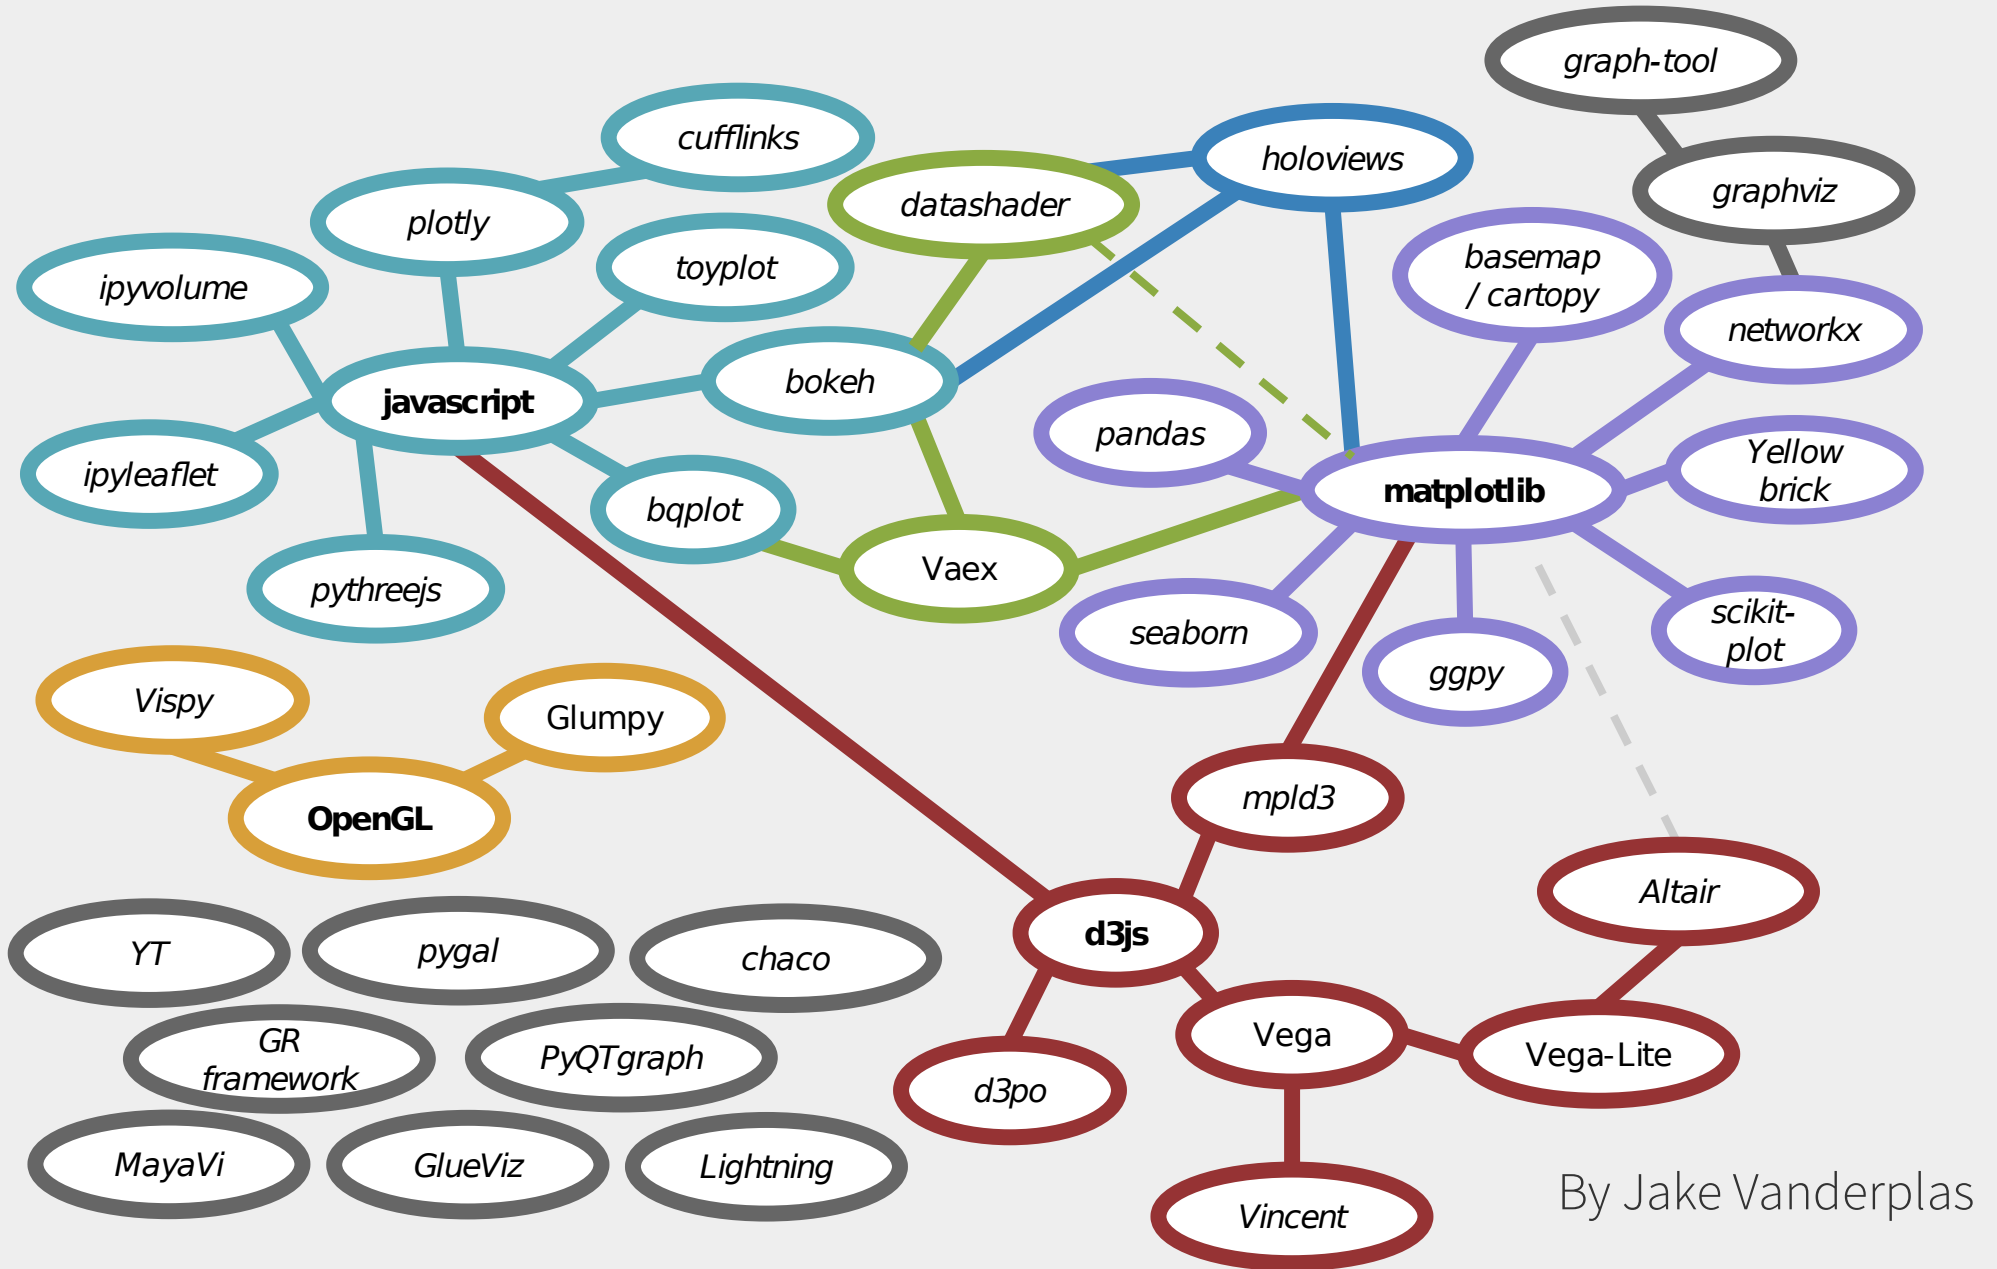 graph-tool
cufflinks
holoviews
graphviz
datashader
plotly
basemap
/ cartopy
toyplot
ipyvolume
networkx
bokeh
javascript
pandas
Yellow
brick
ipyleaflet
matplotlib
bqplot
Vaex
pythreejs
scikit-
plot
seaborn
ggpy
Vispy
Glumpy
mpld3
OpenGL
Altair
d3js
YT
pygal
chaco
Vega
GR
framework
PyQTgraph
Vega-Lite
d3po
MayaVi
GlueViz
Lightning
By Jake Vanderplas
Vincent